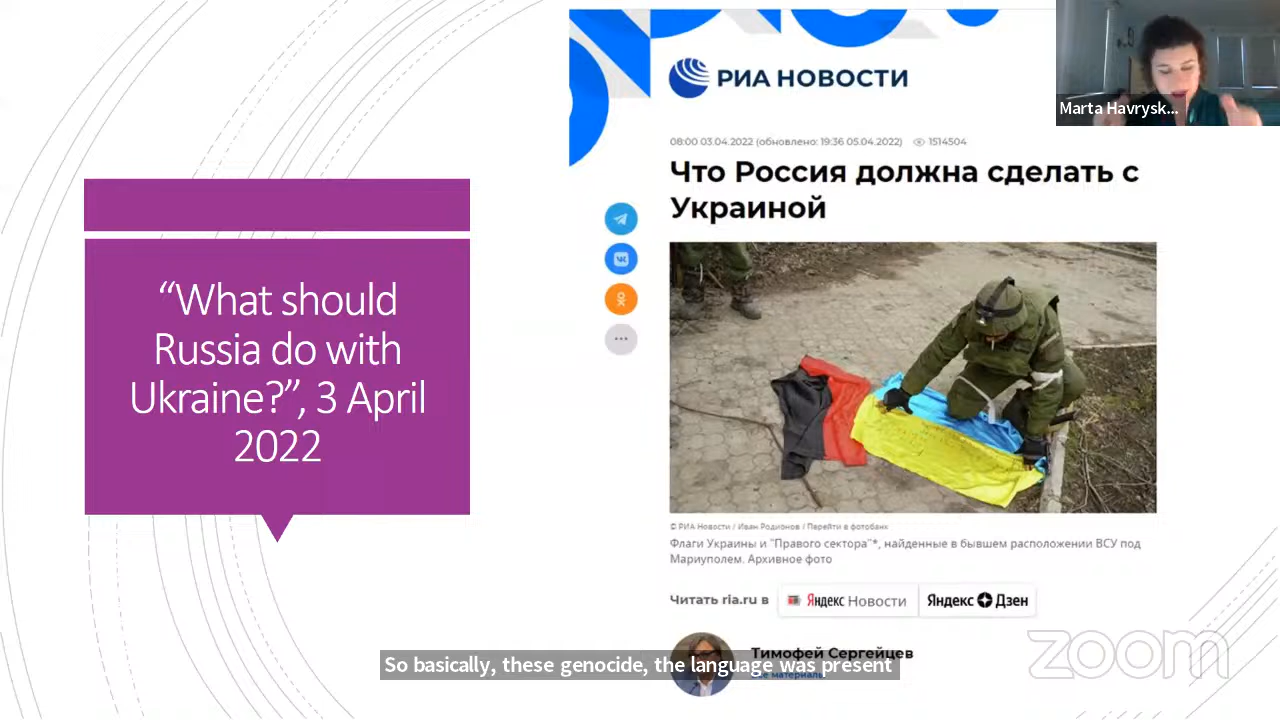 “What should
Russia do with
Ukraine?”, 3 April
2022
РИА НОВОСТИ
08:00 03.04.2022 (обновлено: 19:36 05.04.2022) 1514504
Что Россия должна сделать с
Украиной
© РИА Новости / Иван Родионов / Перейти в фотобанк
Флаги Украины и "Правого сектора"*, найденные в бывшем расположении ВСУ под
Мариуполем. Архивное фото
Читать ria.ru в
Яндекс Новости
Яндекс Дзен
Тимофей Сергейцев
Все материалы
Marta Havrysk...
So basically, these genocide, the language was present
zoom